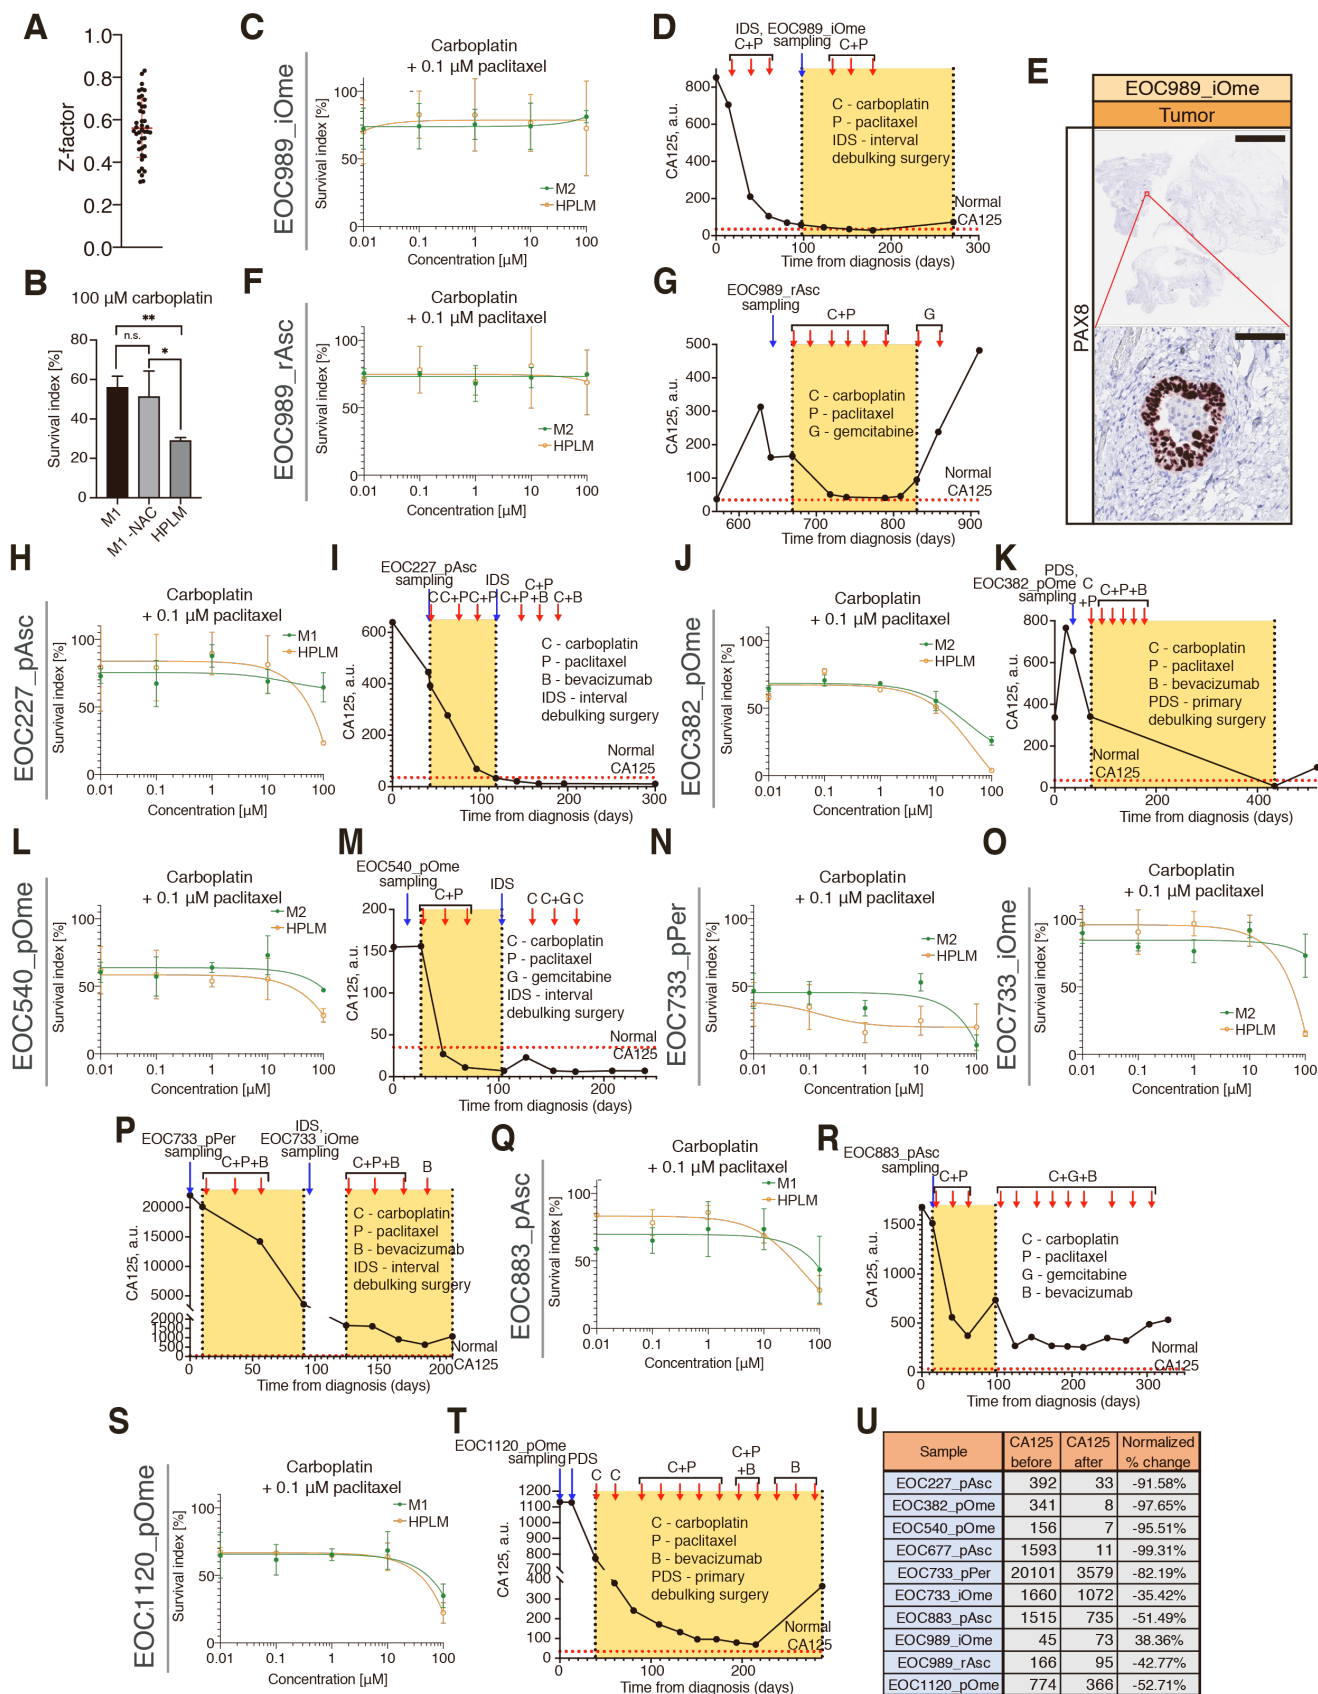 A
Z-factor
1.0
0.8
0.6
0.4
0.2
0.0
B
100 µM carboplatin
**
n.s.
*
Survival index [%]
80
60
40
20
0
M1
M1 -NAC
HPLM
C
EOC989_iOme
Carboplatin
+ 0.1 µM paclitaxel
Survival index [%]
100
50
0
M2
HPLM
0.01 0.1 1 10 100
Concentration [µM]
D
IDS, EOC989_iOme
C+P sampling C+P
CA125, a.u.
800
600
400
200
0
C - carboplatin
P - paclitaxel
IDS - interval
debulking surgery
Normal
CA125
0 100 200 300
Time from diagnosis (days)
E
EOC989_iOme
Tumor
PAX8
F
EOC989_rAsc
Carboplatin
+ 0.1 µM paclitaxel
Survival index [%]
100
50
0
M2
HPLM
0.01 0.1 1 10 100
Concentration [µM]
G
EOC989_rAsc
sampling
C+P
G
CA125, a.u.
500
400
300
200
100
0
C - carboplatin
P - paclitaxel
G - gemcitabine
Normal
CA125
600 700 800 900
Time from diagnosis (days)
H
EOC227_pAsc
Carboplatin
+ 0.1 µM paclitaxel
Survival index [%]
100
50
0
M1
HPLM
0.01 0.1 1 10 100
Concentration [µM]
I
EOC227_pAsc
sampling IDS C+P
C C+P C+P C+P +B C+B
CA125, a.u.
600
400
200
0
C - carboplatin
P - paclitaxel
B - bevacizumab
IDS - interval
debulking surgery
Normal
CA125
0 100 200 300
Time from diagnosis (days)
J
EOC382_pOme
Carboplatin
+ 0.1 µM paclitaxel
Survival index [%]
100
50
0
M2
HPLM
0.01 0.1 1 10 100
Concentration [µM]
K
PDS,
EOC382_pOme
sampling
C
+P
C+P+B
CA125, a.u.
800
600
400
200
0
C - carboplatin
P - paclitaxel
B - bevacizumab
PDS - primary
debulking surgery
Normal
CA125
0 200 400
Time from diagnosis (days)
L
EOC540_pOme
Carboplatin
+ 0.1 µM paclitaxel
Survival index [%]
100
50
0
M2
HPLM
0.01 0.1 1 10 100
Concentration [µM]
M
EOC540_pOme
sampling
C+P
IDS
C C+G C
CA125, a.u.
200
150
100
50
0
C - carboplatin
P - paclitaxel
G - gemcitabine
IDS - interval
debulking surgery
Normal
CA125
0 100 200
Time from diagnosis (days)
N
EOC733_pPer
Carboplatin
+ 0.1 µM paclitaxel
Survival index [%]
100
50
0
M2
HPLM
0.01 0.1 1 10 100
Concentration [µM]
O
EOC733_iOme
Carboplatin
+ 0.1 µM paclitaxel
Survival index [%]
100
50
0
M2
HPLM
0.01 0.1 1 10 100
Concentration [µM]
P
EOC733_pPer
sampling
IDS,
EOC733_iOme
sampling
C+P+B
C+P+B
B
CA125, a.u.
20000
15000
10000
5000
2000
1500
1000
500
0
C - carboplatin
P - paclitaxel
B - bevacizumab
IDS - interval
debulking surgery
Normal
CA125
0 50 100 150 200
Time from diagnosis (days)
Q
EOC883_pAsc
Carboplatin
+ 0.1 µM paclitaxel
Survival index [%]
100
50
0
M1
HPLM
0.01 0.1 1 10 100
Concentration [µM]
R
EOC883_pAsc
sampling
C+P
C+G+B
CA125, a.u.
1500
1000
500
0
C - carboplatin
P - paclitaxel
G - gemcitabine
B - bevacizumab
Normal
CA125
0 100 200 300
Time from diagnosis (days)
S
EOC1120_pOme
Carboplatin
+ 0.1 µM paclitaxel
Survival index [%]
100
50
0
M1
HPLM
0.01 0.1 1 10 100
Concentration [µM]
T
EOC1120_pOme
sampling PDS
C C
C+P
C+P
+B
B
CA125, a.u.
1200
1100
1000
900
800
700
400
300
200
100
0
C - carboplatin
P - paclitaxel
B - bevacizumab
PDS - primary
debulking surgery
Normal
CA125
0 100 200
Time from diagnosis (days)
U
Sample CA125 before CA125 after Normalized % change
EOC227_pAsc 392 33 -91.58%
EOC382_pOme 341 8 -97.65%
EOC540_pOme 156 7 -95.51%
EOC677_pAsc 1593 11 -99.31%
EOC733_pPer 20101 3579 -82.19%
EOC733_iOme 1660 1072 -35.42%
EOC883_pAsc 1515 735 -51.49%
EOC989_iOme 45 73 38.36%
EOC989_rAsc 166 95 -42.77%
EOC1120_pOme 774 366 -52.71%